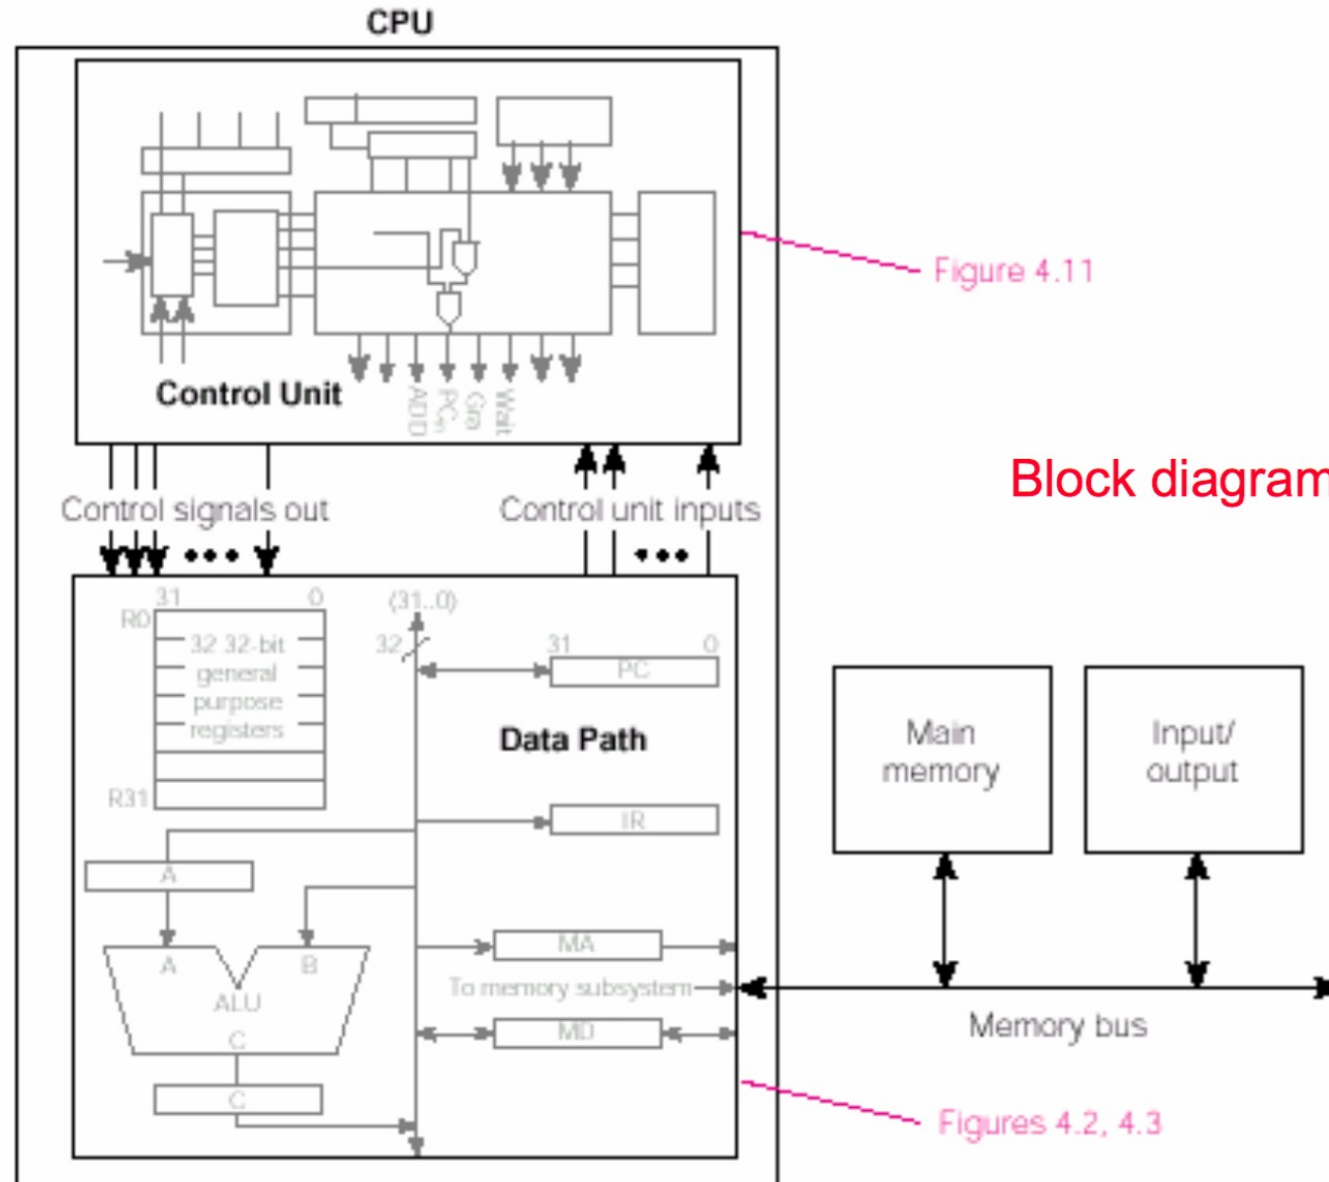 CPU
Figure 4.11
Control Unit
ADD
PCin
Gra
Wait
Control signals out
Control unit inputs
Block diagram
31 0
R0
32 32-bit
general
purpose
registers
R31
⟨31..0⟩
32
31 0
PC
Data Path
IR
A
A B
ALU
C
C
MA
To memory subsystem
MD
Main
memory
Input/
output
Memory bus
Figures 4.2, 4.3